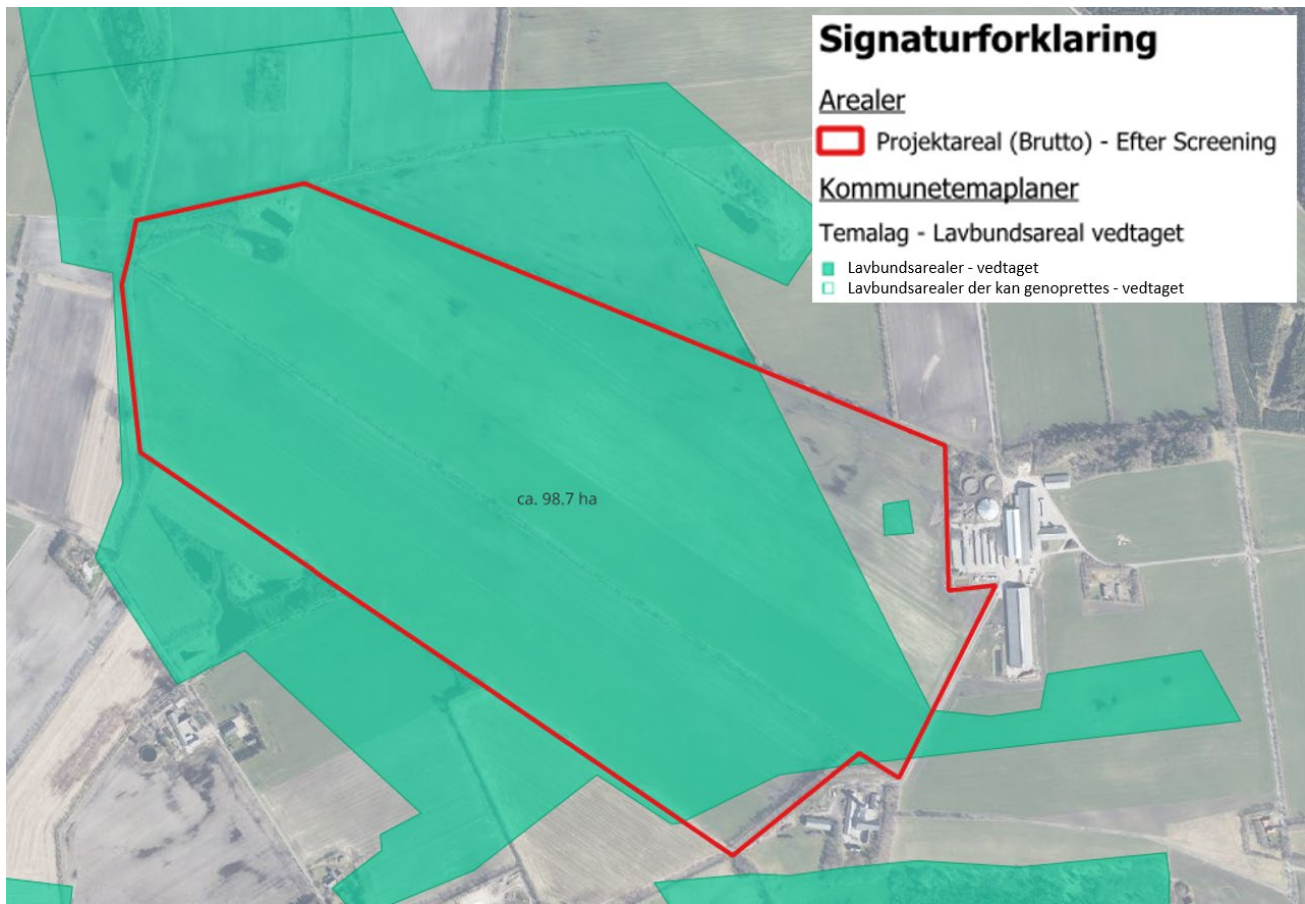 Signaturforklaring
Arealer
Projektareal (Brutto) - Efter Screening
Kommunetemaplaner
Temalag - Lavbundsareal vedtaget
Lavbundsarealer - vedtaget
Lavbundsarealer der kan genoprettes - vedtaget
ca. 98.7 ha